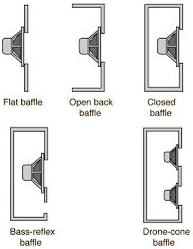 Flat baffle
Open back
baffle
Closed
baffle
Bass-reflex
baffle
Drone-cone
baffle